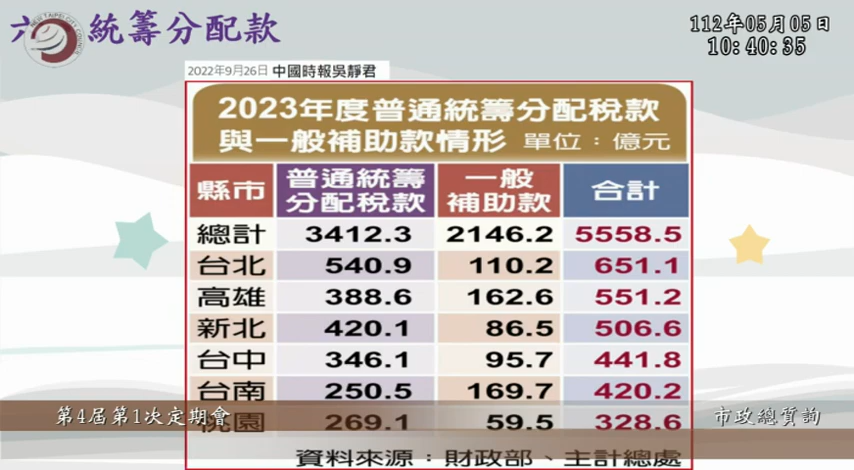 六 統籌分配款
112年05月05日
10:40:35
2022年9月26日 中國時報吳靜君
2023年度普通統籌分配稅款
與一般補助款情形 單位：億元
縣市 普通統籌分配稅款 一般補助款 合計
總計 3412.3 2146.2 5558.5
台北 540.9 110.2 651.1
高雄 388.6 162.6 551.2
新北 420.1 86.5 506.6
台中 346.1 95.7 441.8
台南 250.5 169.7 420.2
第4屆第1次定期會 市政總質詢
桃園 269.1 59.5 328.6
資料來源：財政部、主計總處